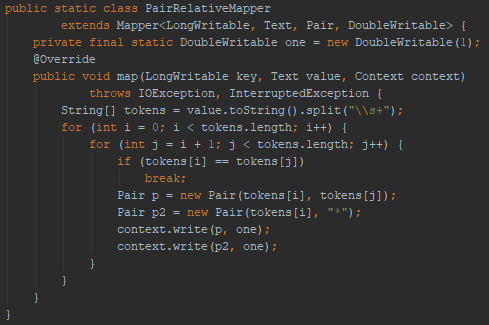 public static class PairRelativeMapper
        extends Mapper<LongWritable, Text, Pair, DoubleWritable> {
    private final static DoubleWritable one = new DoubleWritable(1);
    @Override
    public void map(LongWritable key, Text value, Context context)
            throws IOException, InterruptedException {
        String[] tokens = value.toString().split("\\s+");
        for (int i = 0; i < tokens.length; i++) {
            for (int j = i + 1; j < tokens.length; j++) {
                if (tokens[i] == tokens[j])
                    break;
                Pair p = new Pair(tokens[i], tokens[j]);
                Pair p2 = new Pair(tokens[i], "*");
                context.write(p, one);
                context.write(p2, one);
            }
        }
    }
}